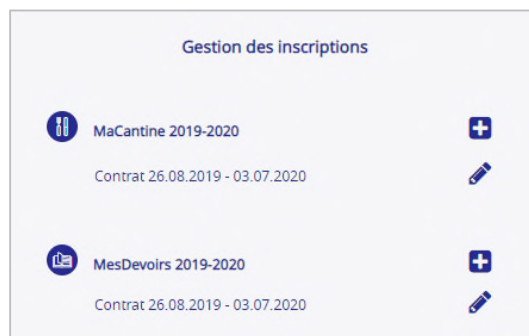 Gestion des inscriptions
MaCantine 2019-2020
Contrat 26.08.2019 - 03.07.2020
MesDevoirs 2019-2020
Contrat 26.08.2019 - 03.07.2020